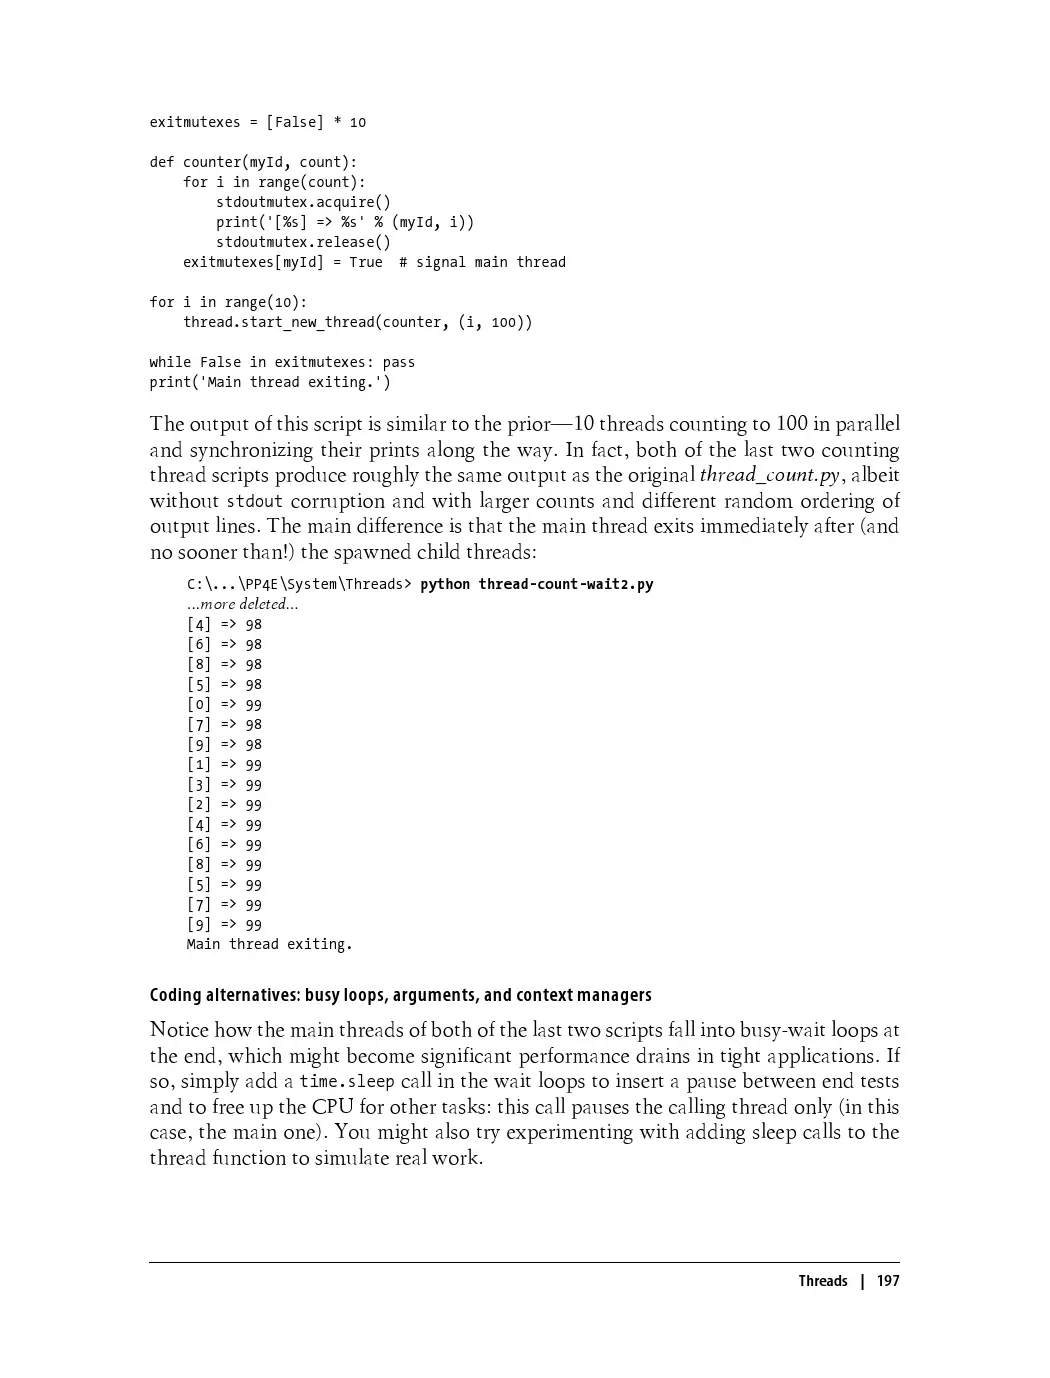 exitmutexes = [False] * 10
def counter(myId, count):
    for i in range(count):
        stdoutmutex.acquire()
        print('[%s] => %s' % (myId, i))
        stdoutmutex.release()
    exitmutexes[myId] = True  # signal main thread
for i in range(10):
    thread.start_new_thread(counter, (i, 100))
while False in exitmutexes: pass
print('Main thread exiting.')
The output of this script is similar to the prior—10 threads counting to 100 in parallel
and synchronizing their prints along the way. In fact, both of the last two counting
thread scripts produce roughly the same output as the original thread_count.py, albeit
without stdout corruption and with larger counts and different random ordering of
output lines. The main difference is that the main thread exits immediately after (and
no sooner than!) the spawned child threads:
C:\...\PP4E\System\Threads> python thread-count-wait2.py
...more deleted...
[4] => 98
[6] => 98
[8] => 98
[5] => 98
[0] => 99
[7] => 98
[9] => 98
[1] => 99
[3] => 99
[2] => 99
[4] => 99
[6] => 99
[8] => 99
[5] => 99
[7] => 99
[9] => 99
Main thread exiting.
Coding alternatives: busy loops, arguments, and context managers
Notice how the main threads of both of the last two scripts fall into busy-wait loops at
the end, which might become significant performance drains in tight applications. If
so, simply add a time.sleep call in the wait loops to insert a pause between end tests
and to free up the CPU for other tasks: this call pauses the calling thread only (in this
case, the main one). You might also try experimenting with adding sleep calls to the
thread function to simulate real work.
Threads | 197